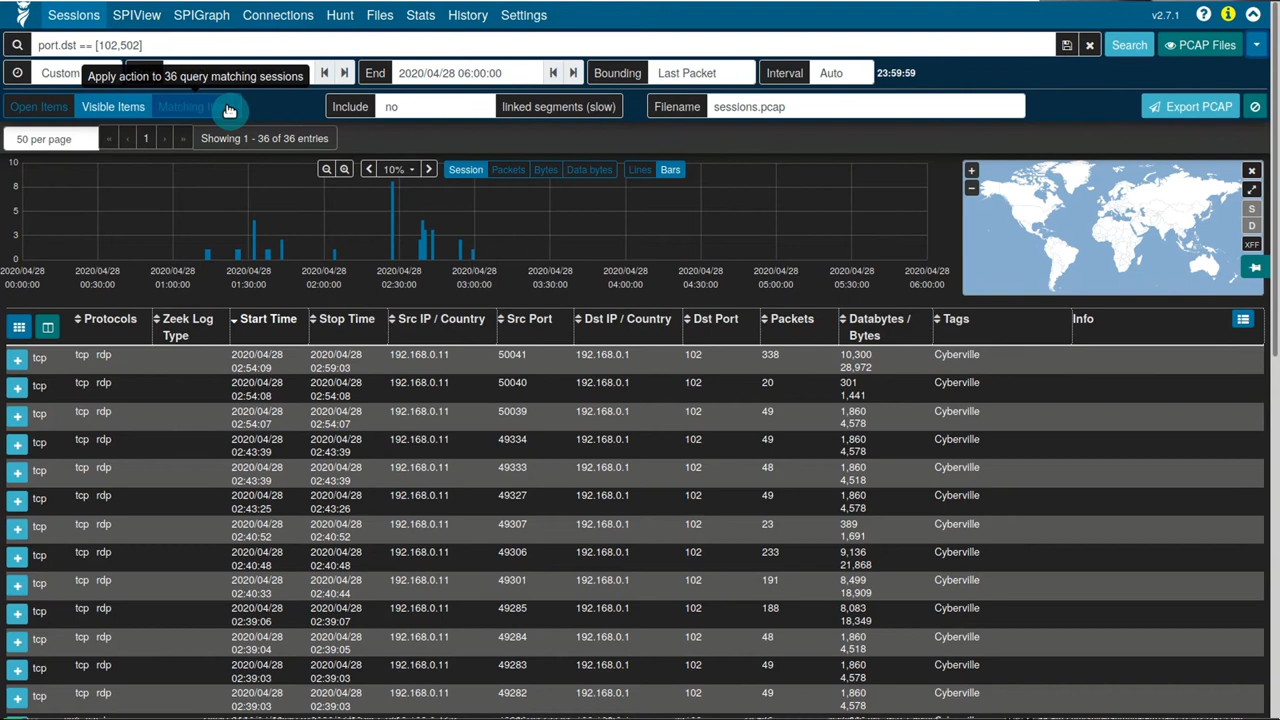 Sessions SPIView SPIGraph Connections Hunt Files Stats History Settings v2.7.1
port.dst == [102,502] Search PCAP Files
Custom Apply action to 36 query matching sessions End 2020/04/28 06:00:00 Bounding Last Packet Interval Auto 23:59:59
Open Items Visible Items Matching Include no linked segments (slow) Filename sessions.pcap Export PCAP
50 per page « ‹ 1 › » Showing 1 - 36 of 36 entries
10% Session Packets Bytes Data bytes Lines Bars
10
8
5
3
0
2020/04/28 2020/04/28 2020/04/28 2020/04/28 2020/04/28 2020/04/28 2020/04/28 2020/04/28 2020/04/28 2020/04/28 2020/04/28 2020/04/28 2020/04/28
00:00:00 00:30:00 01:00:00 01:30:00 02:00:00 02:30:00 03:00:00 03:30:00 04:00:00 04:30:00 05:00:00 05:30:00 06:00:00
+
−
S
D
XFF
Protocols Zeek Log Type Start Time Stop Time Src IP / Country Src Port Dst IP / Country Dst Port Packets Databytes / Bytes Tags Info
tcp tcp rdp 2020/04/28 2020/04/28 192.168.0.11 50041 192.168.0.1 102 338 10,300 Cyberville
02:54:09 02:59:03 28,972
tcp tcp rdp 2020/04/28 2020/04/28 192.168.0.11 50040 192.168.0.1 102 20 301 Cyberville
02:54:08 02:54:08 1,441
tcp tcp rdp 2020/04/28 2020/04/28 192.168.0.11 50039 192.168.0.1 102 49 1,860 Cyberville
02:54:07 02:54:07 4,578
tcp tcp rdp 2020/04/28 2020/04/28 192.168.0.11 49334 192.168.0.1 102 49 1,860 Cyberville
02:43:39 02:43:39 4,578
tcp tcp rdp 2020/04/28 2020/04/28 192.168.0.11 49333 192.168.0.1 102 48 1,860 Cyberville
02:43:39 02:43:39 4,518
tcp tcp rdp 2020/04/28 2020/04/28 192.168.0.11 49327 192.168.0.1 102 49 1,860 Cyberville
02:43:25 02:43:26 4,578
tcp tcp rdp 2020/04/28 2020/04/28 192.168.0.11 49307 192.168.0.1 102 23 389 Cyberville
02:40:52 02:40:52 1,691
tcp tcp rdp 2020/04/28 2020/04/28 192.168.0.11 49306 192.168.0.1 102 233 9,136 Cyberville
02:40:48 02:40:48 21,868
tcp tcp rdp 2020/04/28 2020/04/28 192.168.0.11 49301 192.168.0.1 102 191 8,499 Cyberville
02:40:33 02:40:44 18,909
tcp tcp rdp 2020/04/28 2020/04/28 192.168.0.11 49285 192.168.0.1 102 188 8,083 Cyberville
02:39:06 02:39:07 18,349
tcp tcp rdp 2020/04/28 2020/04/28 192.168.0.11 49284 192.168.0.1 102 48 1,860 Cyberville
02:39:04 02:39:05 4,518
tcp tcp rdp 2020/04/28 2020/04/28 192.168.0.11 49283 192.168.0.1 102 49 1,860 Cyberville
02:39:03 02:39:03 4,578
tcp tcp rdp 2020/04/28 2020/04/28 192.168.0.11 49282 192.168.0.1 102 49 1,860 Cyberville
02:39:03 02:39:03 4,578